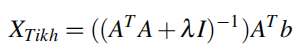 X_{Tikh} = ((A^T A + λI)^{-1})A^T b